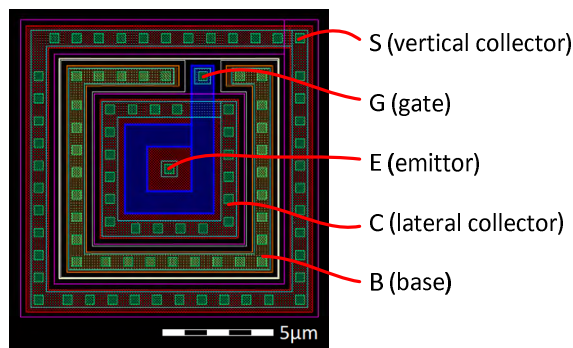 S (vertical collector)
G (gate)
E (emittor)
C (lateral collector)
B (base)
5μm